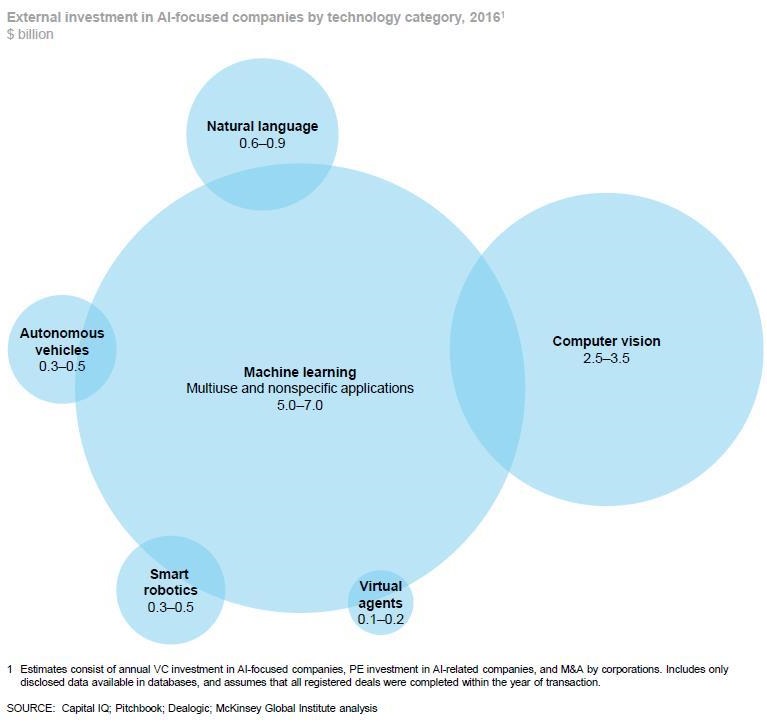 External investment in AI-focused companies by technology category, 2016¹
$ billion
Natural language
0.6–0.9
Autonomous
vehicles
0.3–0.5
Machine learning
Multiuse and nonspecific applications
5.0–7.0
Computer vision
2.5–3.5
Smart
robotics
0.3–0.5
Virtual
agents
0.1–0.2
1 Estimates consist of annual VC investment in AI-focused companies, PE investment in AI-related companies, and M&A by corporations. Includes only
disclosed data available in databases, and assumes that all registered deals were completed within the year of transaction.
SOURCE: Capital IQ; Pitchbook; Dealogic; McKinsey Global Institute analysis